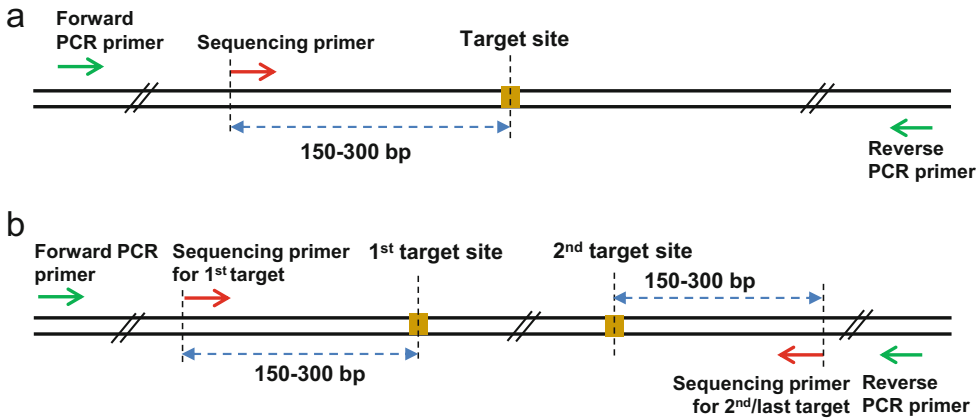 a
Forward
PCR primer
Sequencing primer
Target site
150-300 bp
Reverse
PCR primer
b
Forward PCR
primer
Sequencing primer
for 1st target
1st target site
2nd target site
150-300 bp
150-300 bp
Sequencing primer
for 2nd/last target
Reverse
PCR primer